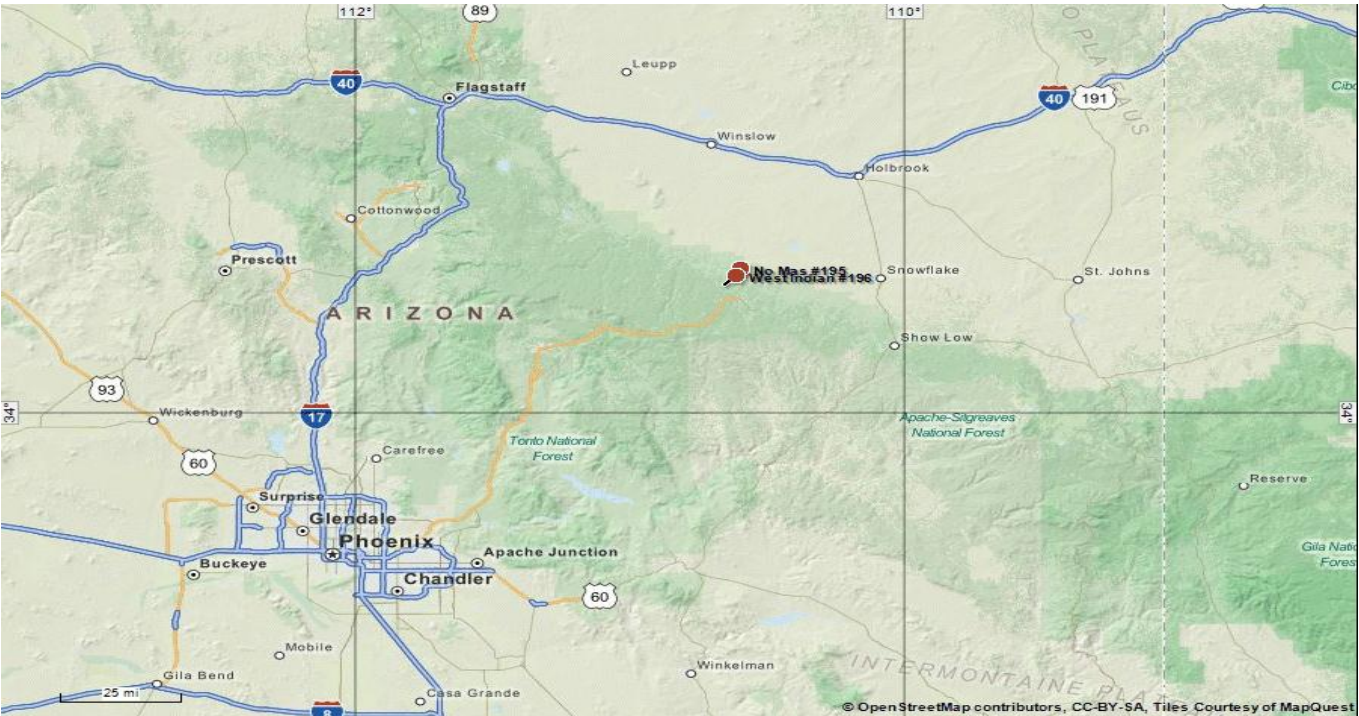 112°
89
110°
O PLATEAUS
Leupp
40
Flagstaff
40
191
Winslow
Holbrook
Cottonwood
Prescott
No Mas #195
West Indian #196
Snowflake
St. Johns
ARIZONA
Show Low
93
Wickenburg
34°
17
34°
Apache-Sitgreaves
National Forest
Tonto National
Forest
Carefree
60
Surprise
Reserve
Glendale
Phoenix
Apache Junction
Buckeye
Chandler
60
Mobile
Gila Bend
Winkelman
INTERMONTAINE PLAT
25 mi
Casa Grande
8
© OpenStreetMap contributors, CC-BY-SA, Tiles Courtesy of MapQuest